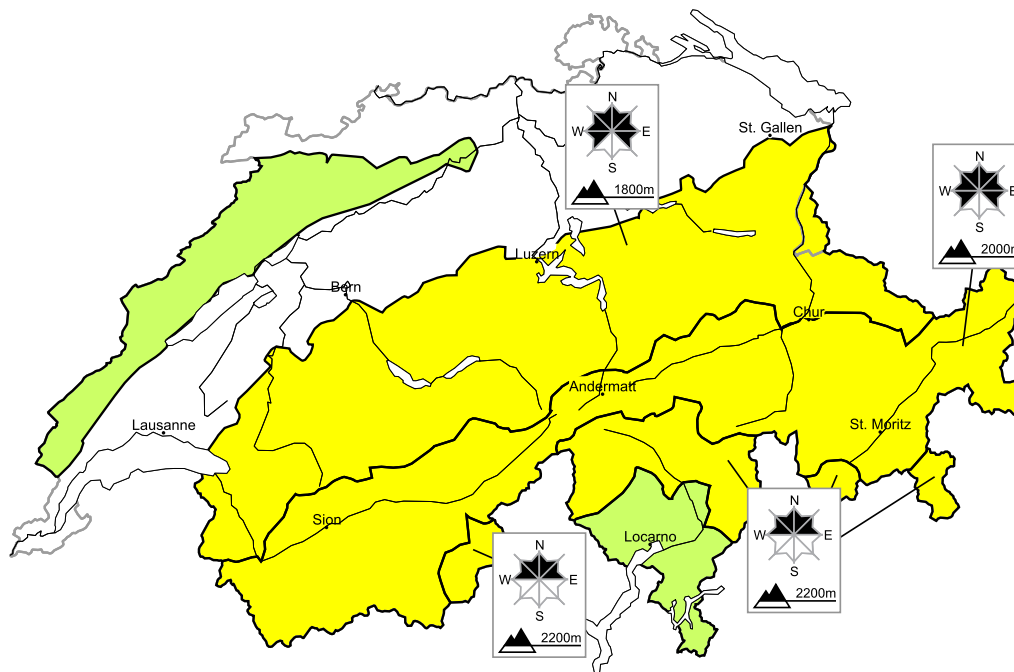 N
St. Gallen
W E
N
S
W E
1800m
S
Luzern
2000m
Bern
Chur
Andermatt
Lausanne
St. Moritz
N
Sion
W E
Locarno
N
S
W E
2200m
S
2200m